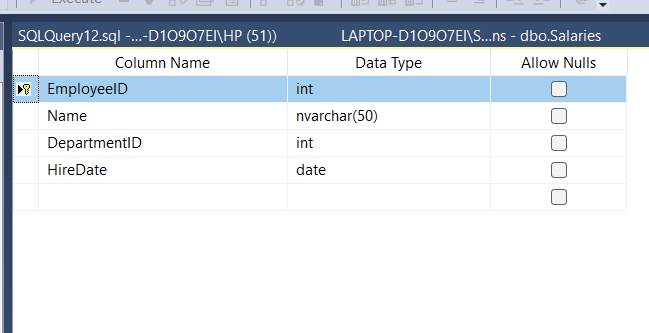 Execute
SQLQuery12.sql -...-D1O9O7EI\HP (51))
LAPTOP-D1O9O7EI\S...ns - dbo.Salaries
Column Name Data Type Allow Nulls
EmployeeID int
Name nvarchar(50)
DepartmentID int
HireDate date